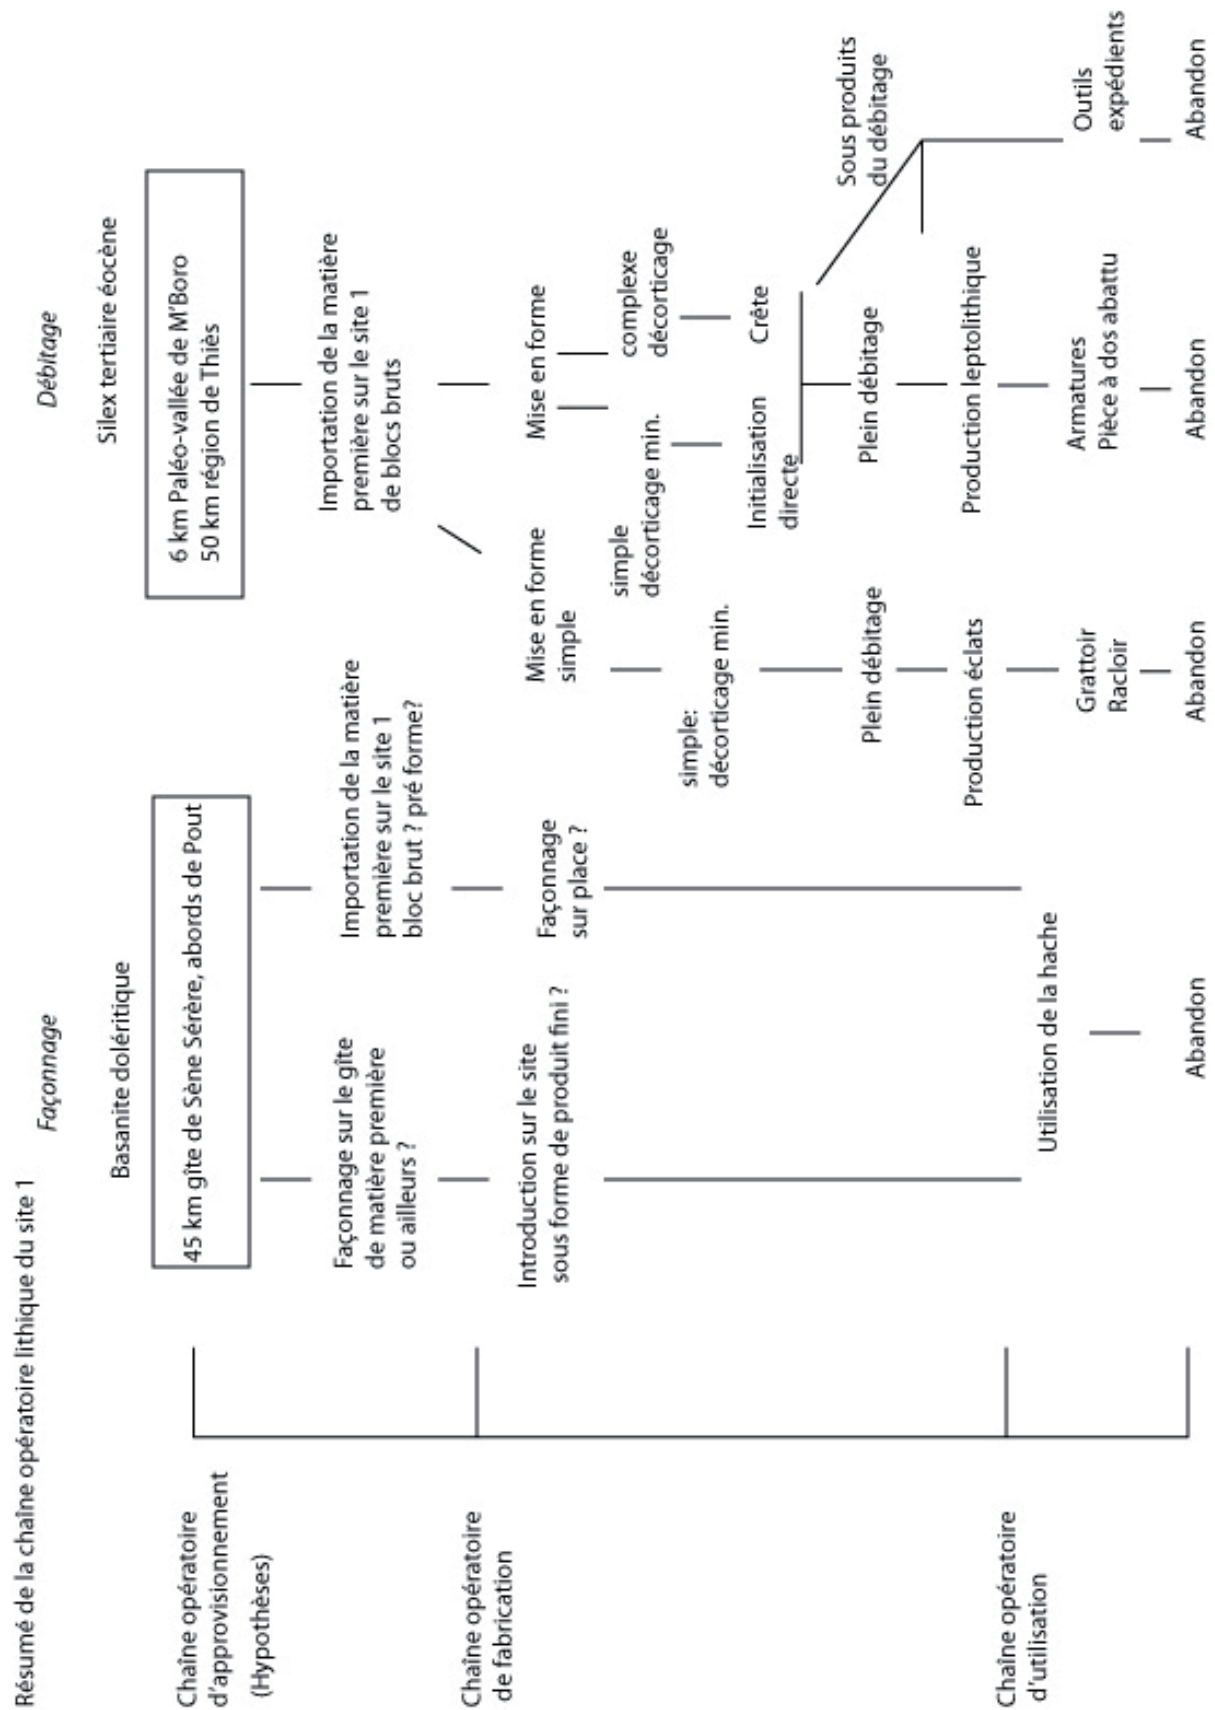 Résumé de la chaîne opératoire lithique du site 1
Façonnage
Débitage
Basanite doléritique
Silex tertiaire éocène
Chaîne opératoire
d'approvisionnement
(Hypothèses)
45 km gîte de Sène Sérère, abords de Pout
6 km Paléo-vallée de M'Boro
50 km région de Thiès
Façonnage sur le gîte
de matière première
ou ailleurs ?
Importation de la matière
première sur le site 1
bloc brut ? pré forme?
Importation de la matière
première sur le site 1
de blocs bruts
Chaîne opératoire
de fabrication
Introduction sur le site
sous forme de produit fini ?
Façonnage
sur place ?
Mise en forme
simple
Mise en forme
simple
décorticage min.
complexe
décorticage
simple:
décorticage min.
Initialisation
directe
Crête
Sous produits
du débitage
Plein débitage
Plein débitage
Production éclats
Production leptolithique
Chaîne opératoire
d'utilisation
Utilisation de la hache
Grattoir
Racloir
Armatures
Pièce à dos abattu
Outils
expédients
Abandon
Abandon
Abandon
Abandon